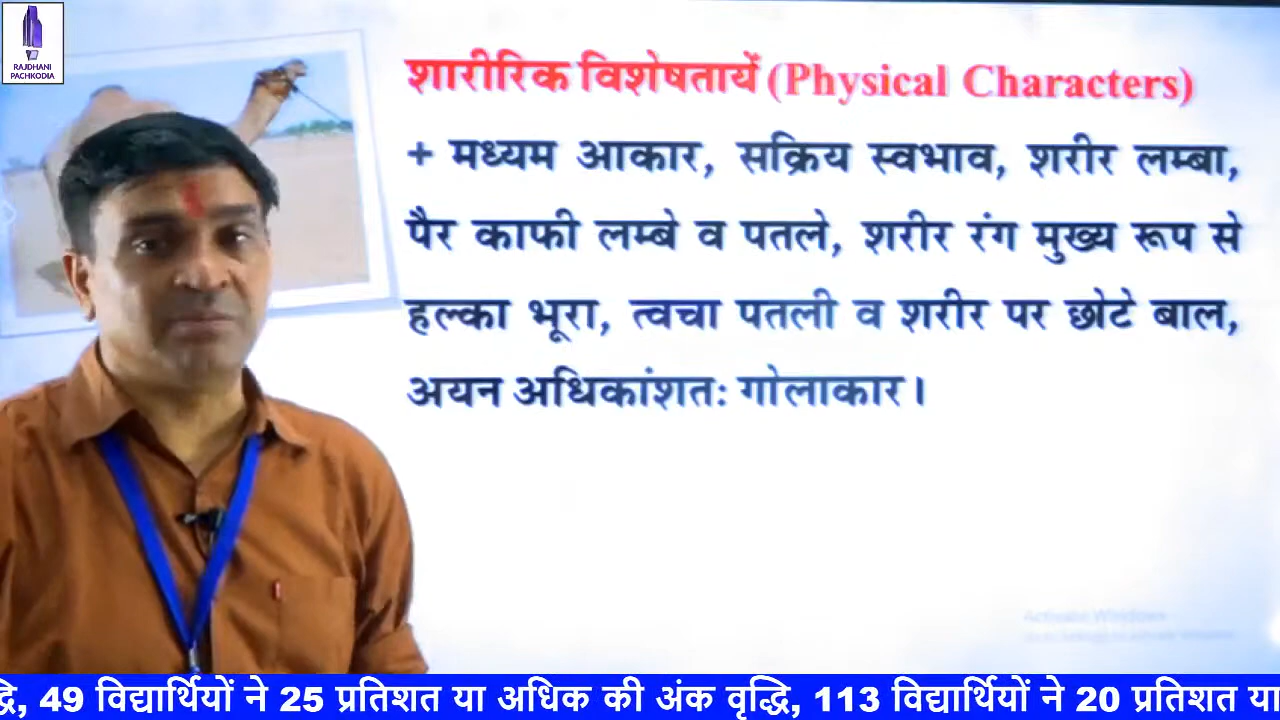 RAJDHANI
PACHKODIA
शारीरिक विशेषतायें (Physical Characters)
+ मध्यम आकार, सक्रिय स्वभाव, शरीर लम्बा,
पैर काफी लम्बे व पतले, शरीर रंग मुख्य रूप से
हल्का भूरा, त्वचा पतली व शरीर पर छोटे बाल,
अयन अधिकांशतः गोलाकार।
Activate Windows
द्धि, 49 विद्यार्थियों ने 25 प्रतिशत या अधिक की अंक वृद्धि, 113 विद्यार्थियों ने 20 प्रतिशत या